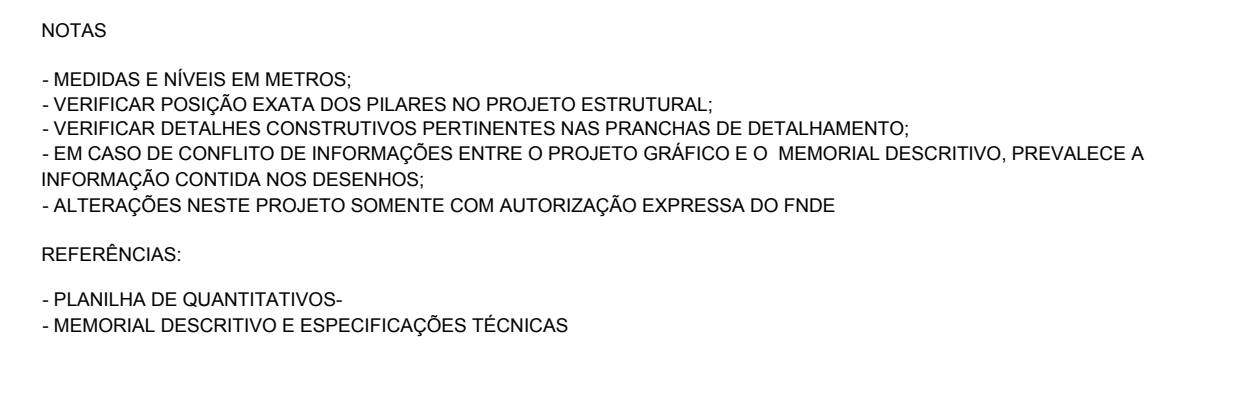 NOTAS
- MEDIDAS E NÍVEIS EM METROS;
- VERIFICAR POSIÇÃO EXATA DOS PILARES NO PROJETO ESTRUTURAL;
- VERIFICAR DETALHES CONSTRUTIVOS PERTINENTES NAS PRANCHAS DE DETALHAMENTO;
- EM CASO DE CONFLITO DE INFORMAÇÕES ENTRE O PROJETO GRÁFICO E O  MEMORIAL DESCRITIVO, PREVALECE A
INFORMAÇÃO CONTIDA NOS DESENHOS;
- ALTERAÇÕES NESTE PROJETO SOMENTE COM AUTORIZAÇÃO EXPRESSA DO FNDE
REFERÊNCIAS:
- PLANILHA DE QUANTITATIVOS-
- MEMORIAL DESCRITIVO E ESPECIFICAÇÕES TÉCNICAS